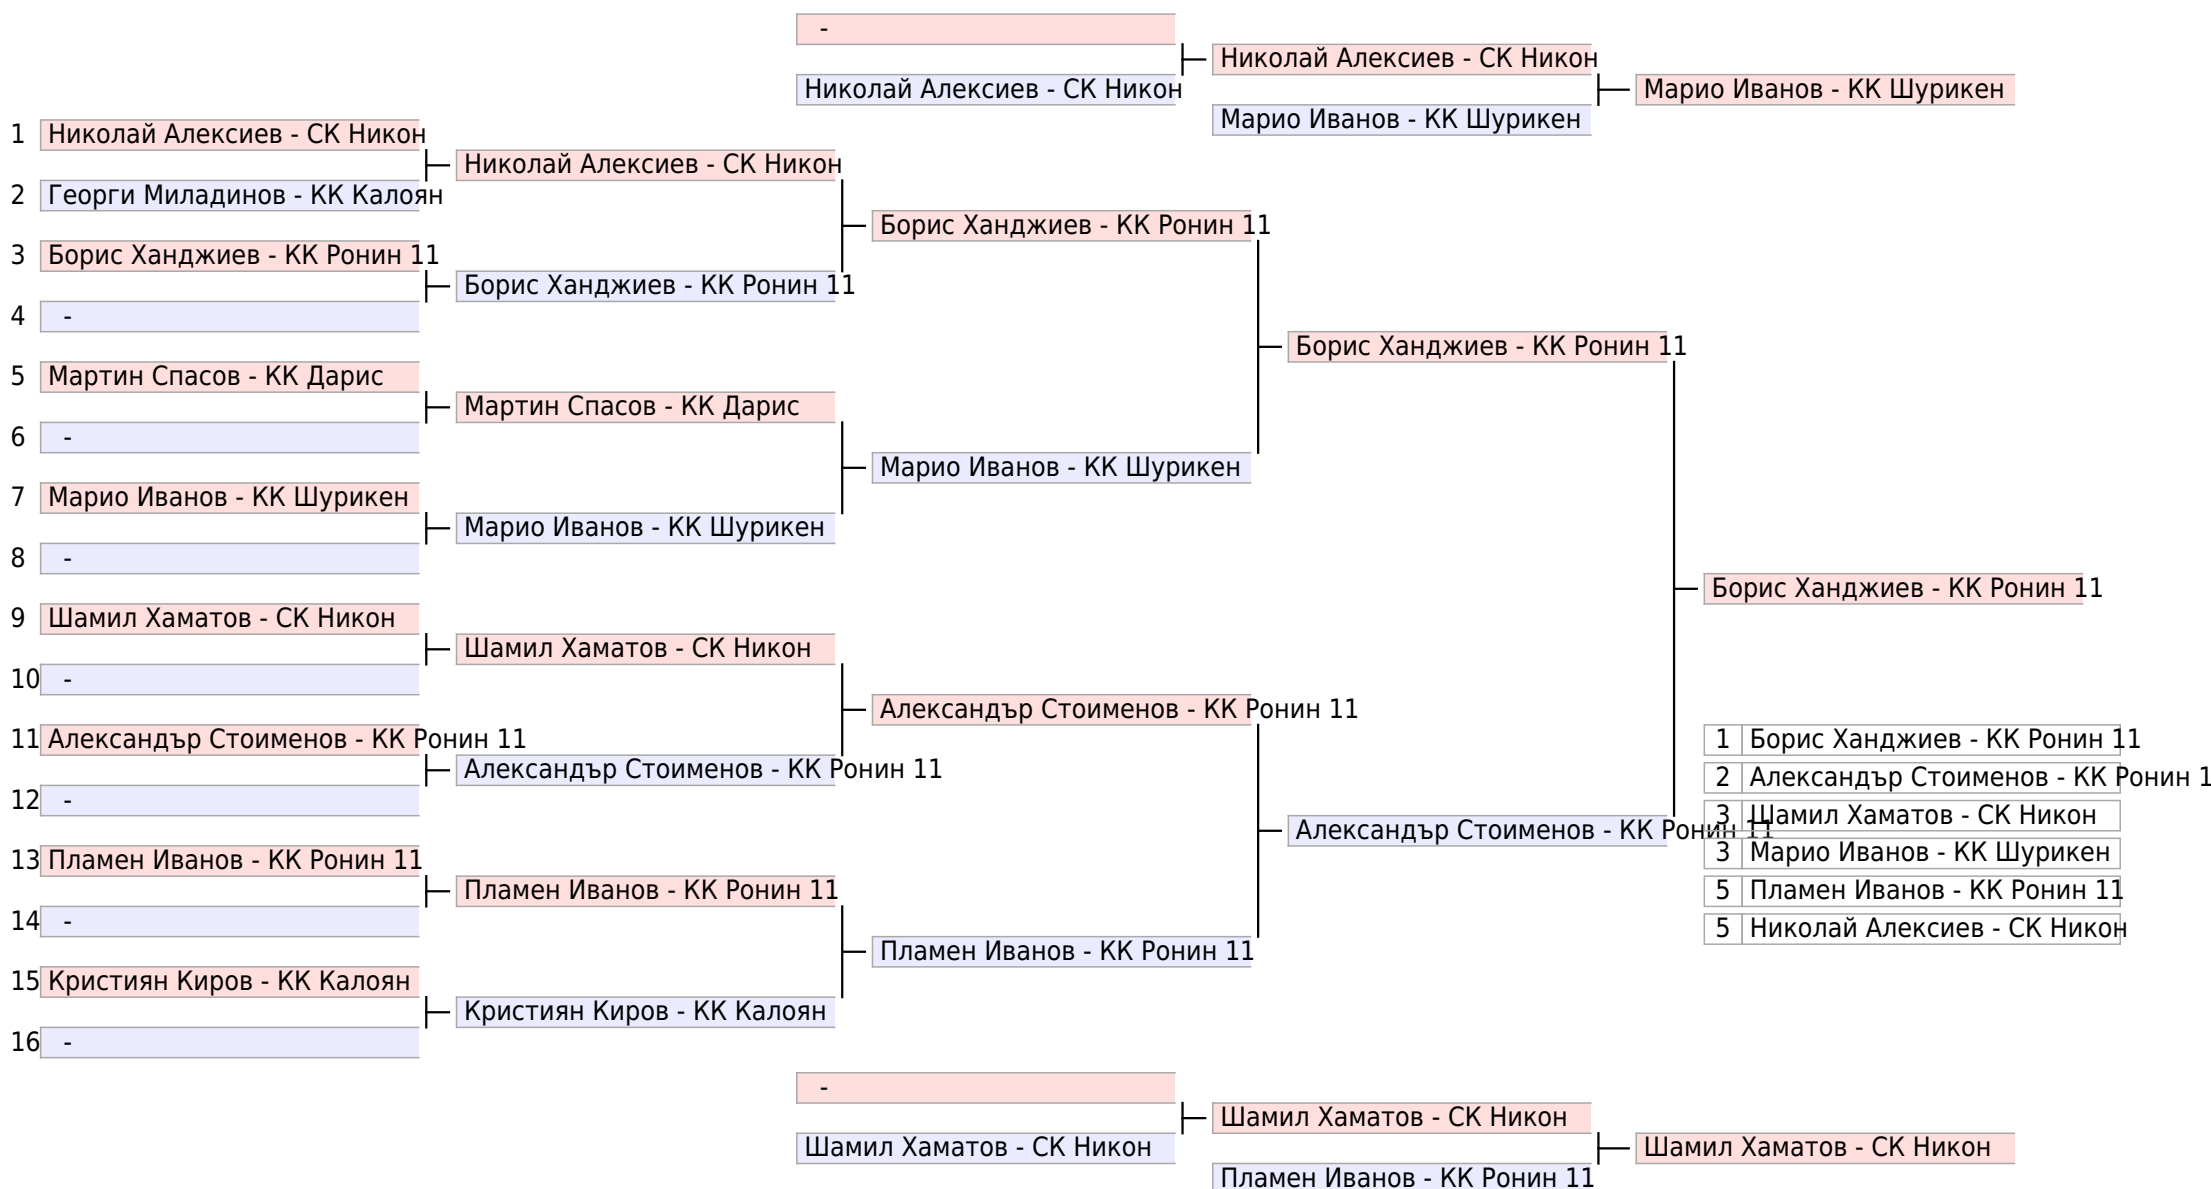 -
Николай Алексиев - СК Никон
Николай Алексиев - СК Никон
Марио Иванов - КК Шурикен
Марио Иванов - КК Шурикен
1 Николай Алексиев - СК Никон
Николай Алексиев - СК Никон
2 Георги Миладинов - КК Калоян
Борис Ханджиев - КК Ронин 11
3 Борис Ханджиев - КК Ронин 11
Борис Ханджиев - КК Ронин 11
4 -
Борис Ханджиев - КК Ронин 11
5 Мартин Спасов - КК Дарис
Мартин Спасов - КК Дарис
6 -
Марио Иванов - КК Шурикен
7 Марио Иванов - КК Шурикен
Марио Иванов - КК Шурикен
8 -
Борис Ханджиев - КК Ронин 11
9 Шамил Хаматов - СК Никон
Шамил Хаматов - СК Никон
10 -
Александър Стоименов - КК Ронин 11
11 Александър Стоименов - КК Ронин 11
Александър Стоименов - КК Ронин 11
12 -
Александър Стоименов - КК Ронин 11
13 Пламен Иванов - КК Ронин 11
Пламен Иванов - КК Ронин 11
14 -
Пламен Иванов - КК Ронин 11
15 Кристиян Киров - КК Калоян
Кристиян Киров - КК Калоян
16 -
1 Борис Ханджиев - КК Ронин 11
2 Александър Стоименов - КК Ронин 1
3 Шамил Хаматов - СК Никон
3 Марио Иванов - КК Шурикен
5 Пламен Иванов - КК Ронин 11
5 Николай Алексиев - СК Никон
-
Шамил Хаматов - СК Никон
Шамил Хаматов - СК Никон
Шамил Хаматов - СК Никон
Пламен Иванов - КК Ронин 11